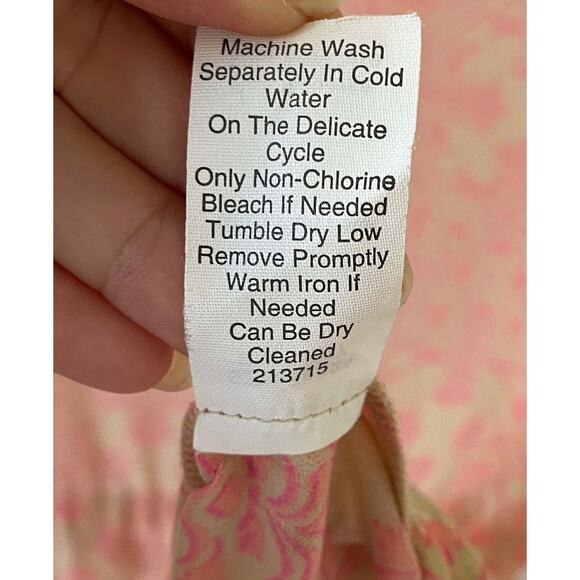 Machine Wash
Separately In Cold
Water
On The Delicate
Cycle
Only Non-Chlorine
Bleach If Needed
Tumble Dry Low
Remove Promptly
Warm Iron If
Needed
Can Be Dry
Cleaned
213715